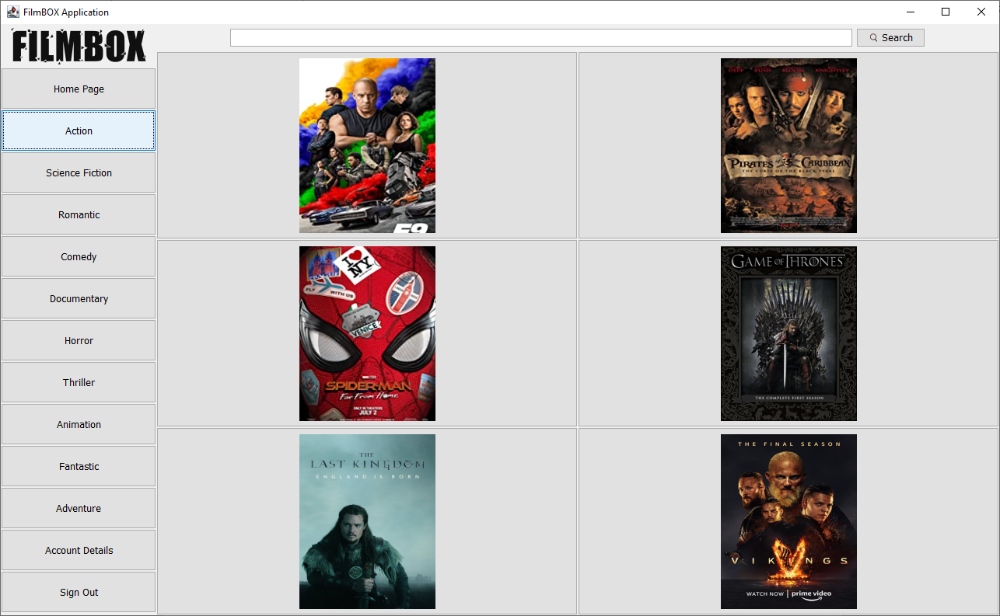 FilmBOX Application
FILMBOX
Search
Home Page
Action
Science Fiction
Romantic
Comedy
Documentary
Horror
Thriller
Animation
Fantastic
Adventure
Account Details
Sign Out
F9
DEPP RUSH BLOOM KNIGHTLEY
PIRATES OF THE CARIBBEAN
THE CURSE OF THE BLACK PEARL
I NY
FLY WITH US
VENICE
SPIDER-MAN
Far From Home
ONLY IN THEATERS
JULY 2
GAME OF THRONES
THE COMPLETE FIRST SEASON
THE
LAST KINGDOM
ENGLAND IS BORN
THE FINAL SEASON
VIKINGS
WATCH NOW | prime video